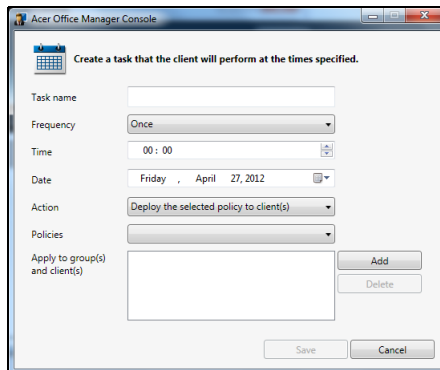 Acer Office Manager Console
Create a task that the client will perform at the times specified.
Task name
Frequency Once
Time 00 : 00
Date Friday , April 27, 2012
Action Deploy the selected policy to client(s)
Policies
Apply to group(s) Add
and client(s)
Delete
Save Cancel